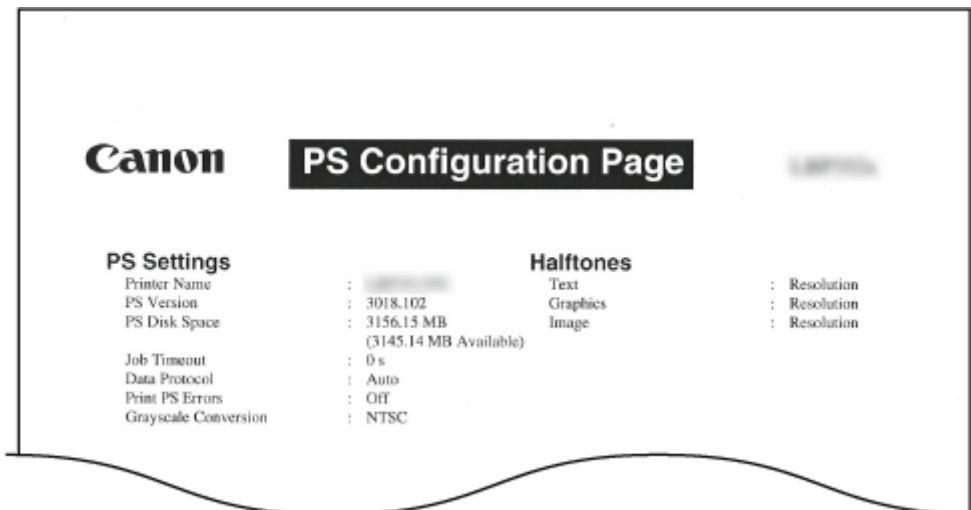 Canon
PS Configuration Page
PS Settings
Printer Name :
PS Version : 3018.102
PS Disk Space : 3156.15 MB
(3145.14 MB Available)
Job Timeout : 0 s
Data Protocol : Auto
Print PS Errors : Off
Grayscale Conversion : NTSC
Halftones
Text : Resolution
Graphics : Resolution
Image : Resolution